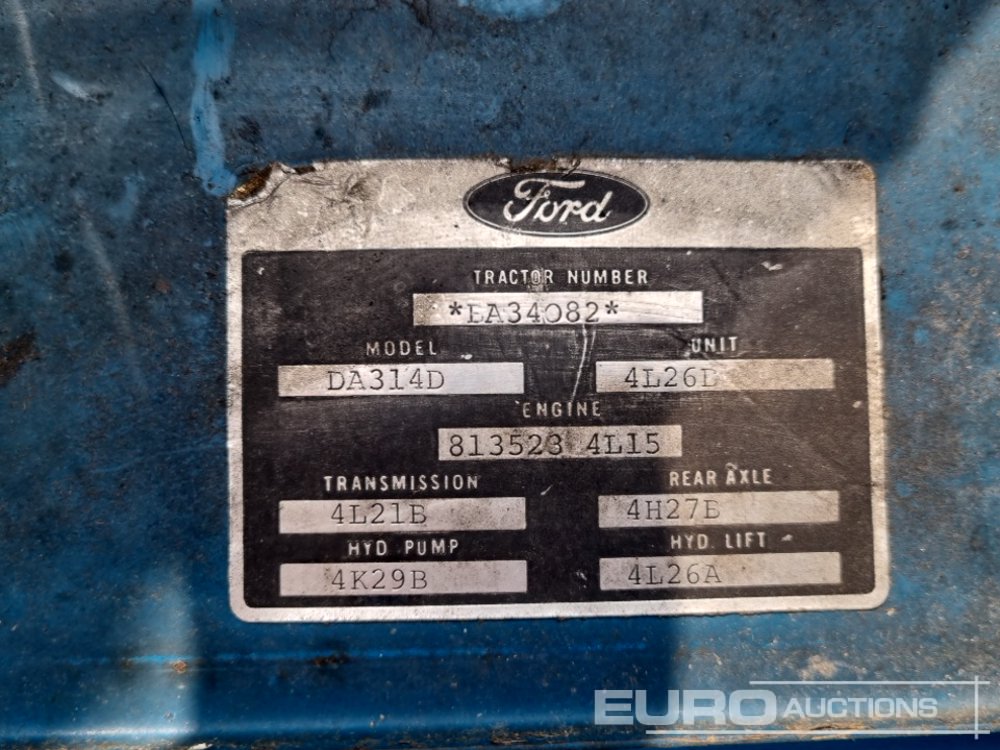 Ford
TRACTOR NUMBER
*BA34082*
MODEL UNIT
DA314D 4L26D
ENGINE
813523 4L15
TRANSMISSION REAR AXLE
4L21B 4H27B
HYD. PUMP HYD. LIFT
4K29B 4L26A
EURO AUCTIONS